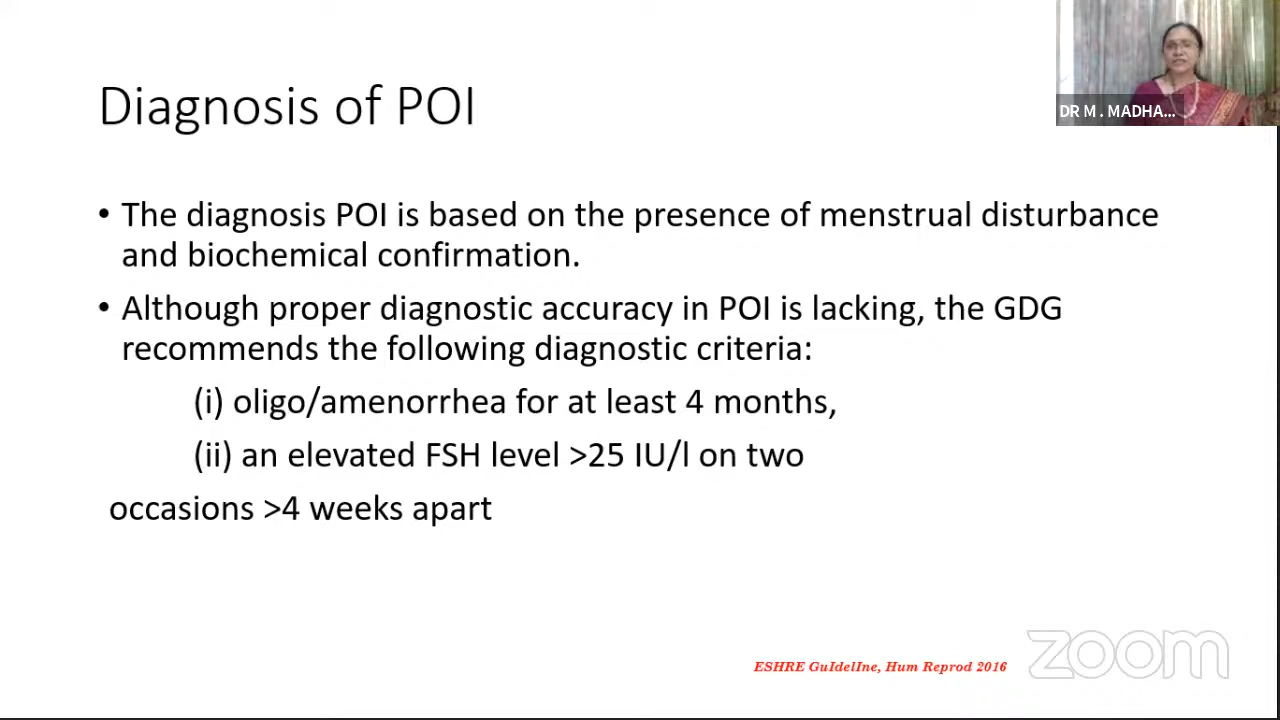 DR M . MADHA...
Diagnosis of POI
• The diagnosis POI is based on the presence of menstrual disturbance
and biochemical confirmation.
• Although proper diagnostic accuracy in POI is lacking, the GDG
recommends the following diagnostic criteria:
(i) oligo/amenorrhea for at least 4 months,
(ii) an elevated FSH level >25 IU/l on two
occasions >4 weeks apart
ESHRE GuIdelIne, Hum Reprod 2016
zoom